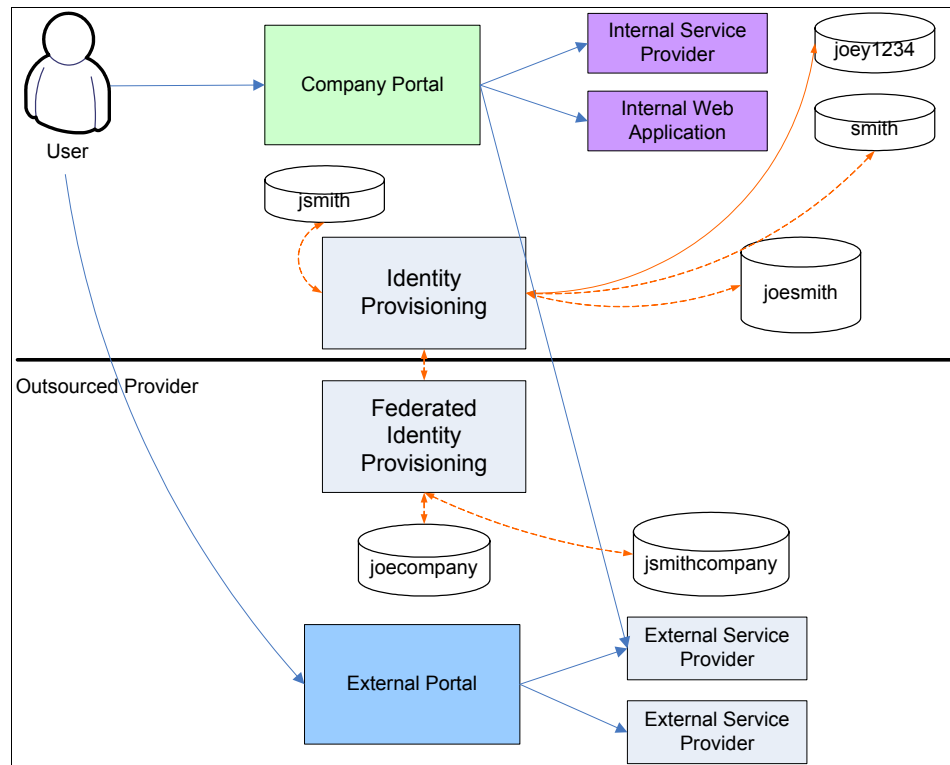 User
Company Portal
Internal Service
Provider
Internal Web
Application
joey1234
smith
jsmith
Identity
Provisioning
joesmith
Outsourced Provider
Federated
Identity
Provisioning
joecompany
jsmithcompany
External Portal
External Service
Provider
External Service
Provider